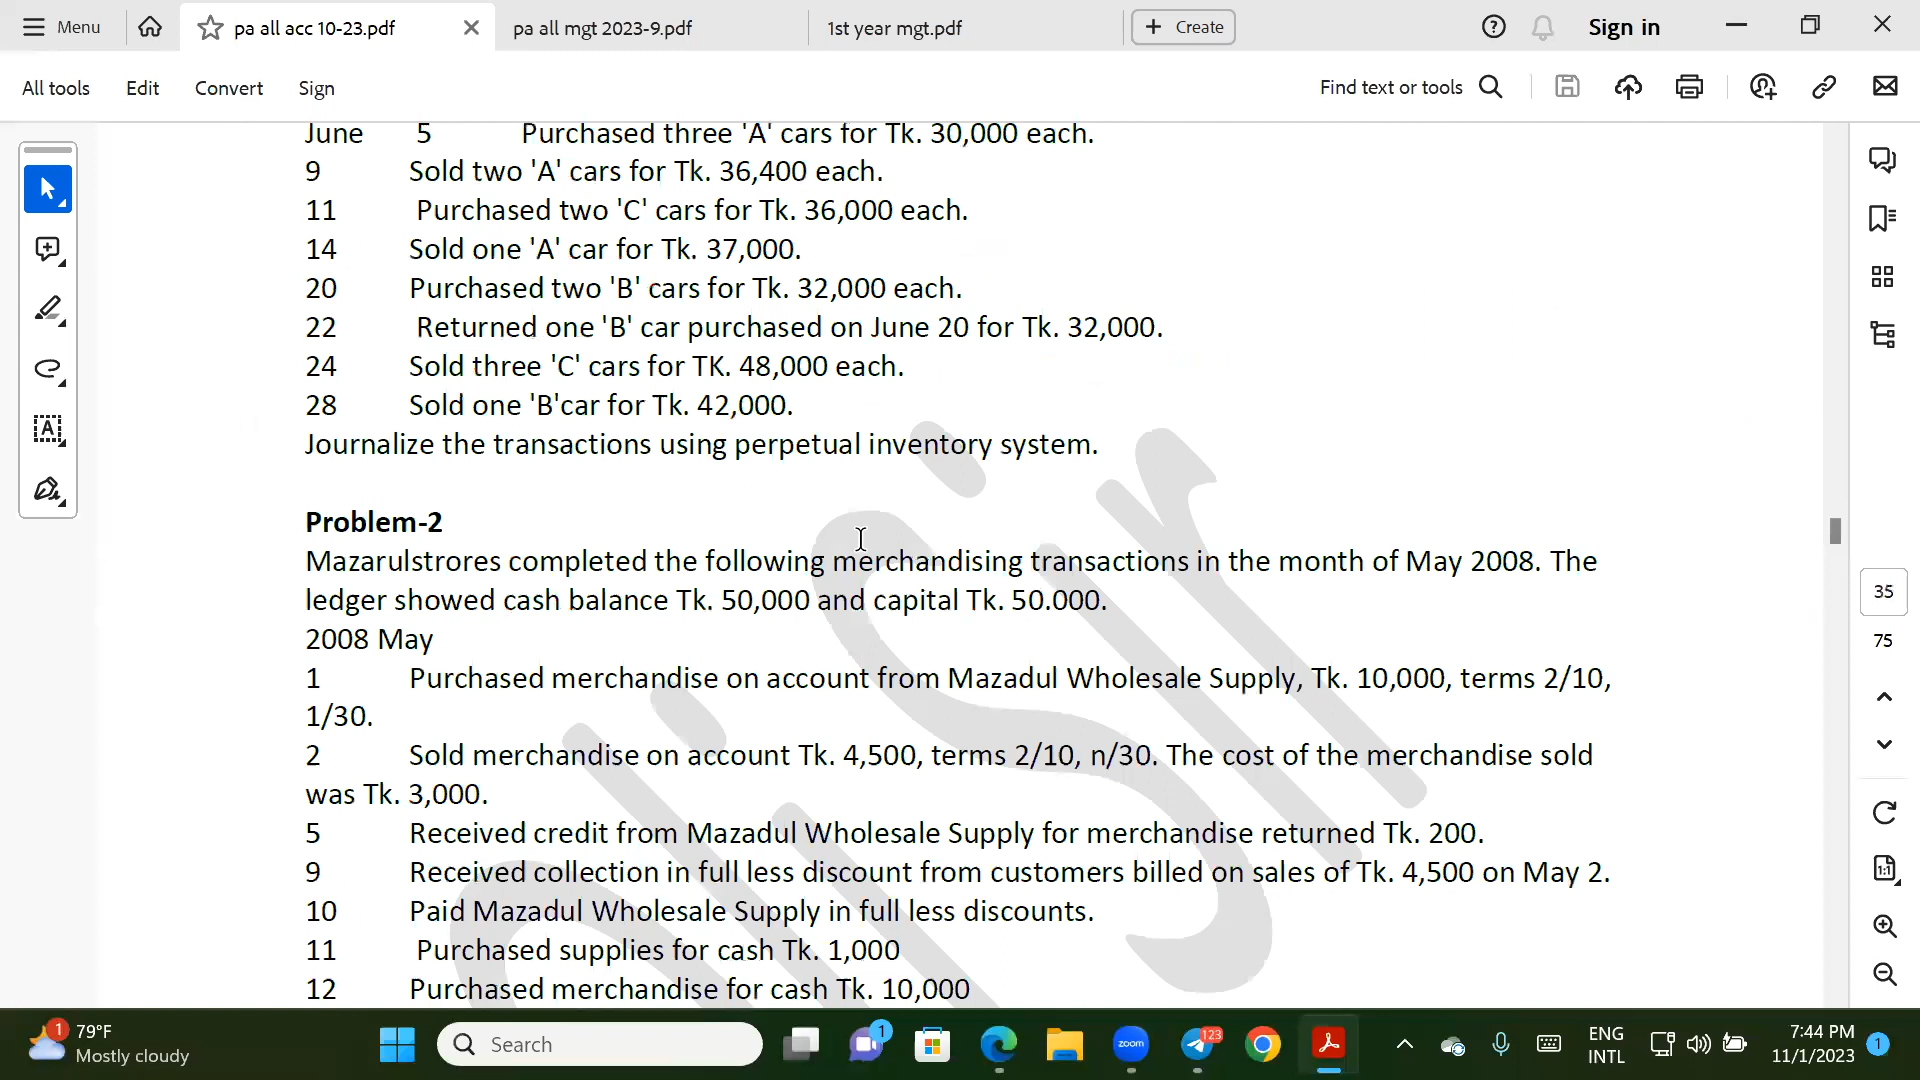 Menu
pa all acc 10-23.pdf
pa all mgt 2023-9.pdf
1st year mgt.pdf
+ Create
Sign in
All tools
Edit
Convert
Sign
Find text or tools
June 5 Purchased three 'A' cars for Tk. 30,000 each.
9 Sold two 'A' cars for Tk. 36,400 each.
11 Purchased two 'C' cars for Tk. 36,000 each.
14 Sold one 'A' car for Tk. 37,000.
20 Purchased two 'B' cars for Tk. 32,000 each.
22 Returned one 'B' car purchased on June 20 for Tk. 32,000.
24 Sold three 'C' cars for TK. 48,000 each.
28 Sold one 'B'car for Tk. 42,000.
Journalize the transactions using perpetual inventory system.
Problem-2
Mazarulstrores completed the following merchandising transactions in the month of May 2008. The
ledger showed cash balance Tk. 50,000 and capital Tk. 50.000.
2008 May
1 Purchased merchandise on account from Mazadul Wholesale Supply, Tk. 10,000, terms 2/10,
1/30.
2 Sold merchandise on account Tk. 4,500, terms 2/10, n/30. The cost of the merchandise sold
was Tk. 3,000.
5 Received credit from Mazadul Wholesale Supply for merchandise returned Tk. 200.
9 Received collection in full less discount from customers billed on sales of Tk. 4,500 on May 2.
10 Paid Mazadul Wholesale Supply in full less discounts.
11 Purchased supplies for cash Tk. 1,000
12 Purchased merchandise for cash Tk. 10,000
35
75
1:1
1
79°F
Mostly cloudy
Search
1
zoom
123
ENG
INTL
7:44 PM
11/1/2023
1